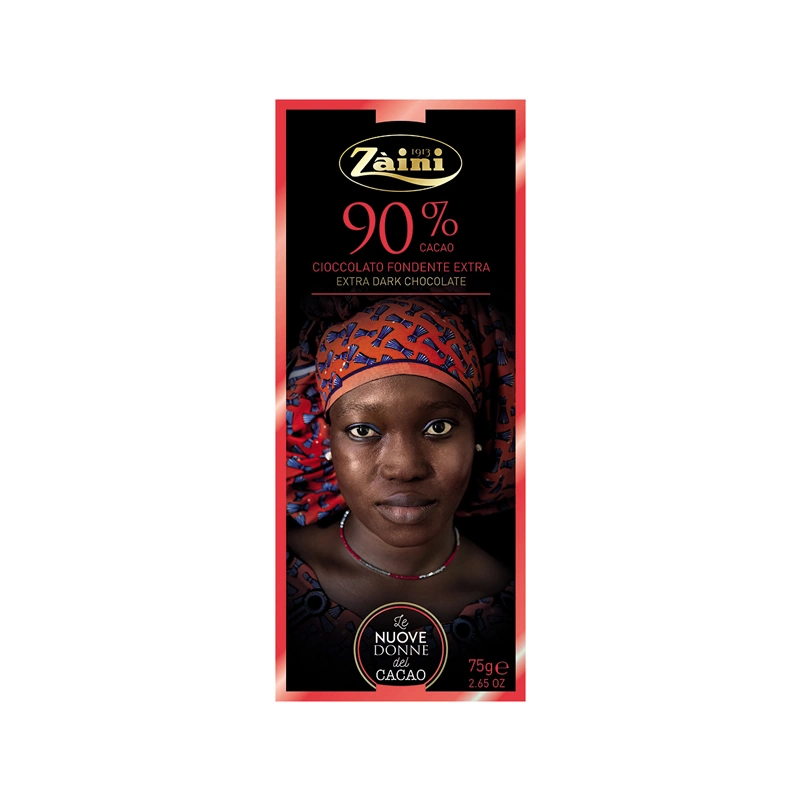 1913
Zàini
90%
CACAO
CIOCCOLATO FONDENTE EXTRA
EXTRA DARK CHOCOLATE
Le
NUOVE
DONNE
del
CACAO
75g e
2.65 OZ